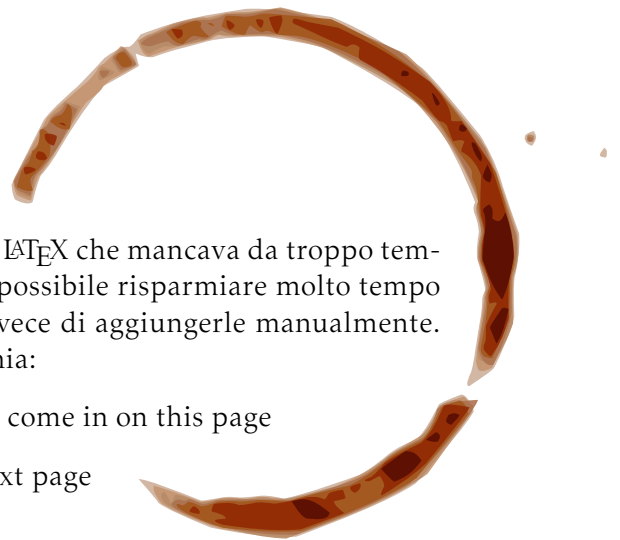 LATEX che mancava da troppo tem-
possibile risparmiare molto tempo
vece di aggiungerle manualmente.
nia:
come in on this page
xt page